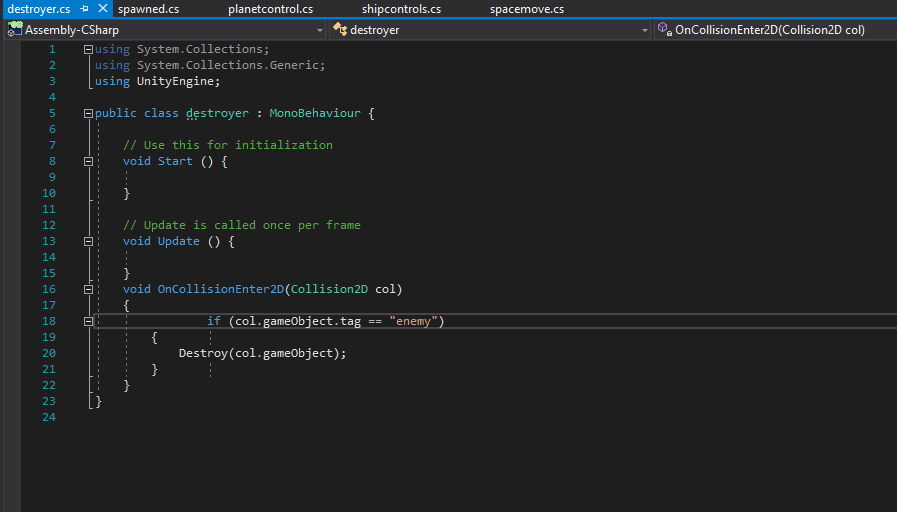 destroyer.cs spawned.cs planetcontrol.cs shipcontrols.cs spacemove.cs
Assembly-CSharp destroyer OnCollisionEnter2D(Collision2D col)
1 using System.Collections;
2 using System.Collections.Generic;
3 using UnityEngine;
4
5 public class destroyer : MonoBehaviour {
6
7 // Use this for initialization
8 void Start () {
9
10 }
11
12 // Update is called once per frame
13 void Update () {
14
15 }
16 void OnCollisionEnter2D(Collision2D col)
17 {
18 if (col.gameObject.tag == "enemy")
19 {
20 Destroy(col.gameObject);
21 }
22 }
23 }
24